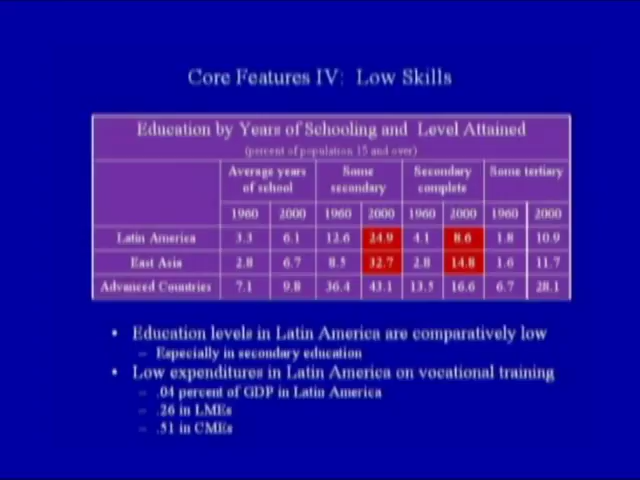 Core Features IV: Low Skills
Education by Years of Schooling and Level Attained
(percent of population 15 and over)
Average years of school Some secondary Secondary complete Some tertiary
1960 2000 1960 2000 1960 2000 1960 2000
Latin America 3.3 6.1 12.6 24.9 4.1 8.6 1.8 10.9
East Asia 2.8 6.7 8.5 32.7 2.8 14.8 1.6 11.7
Advanced Countries 7.1 9.8 36.4 43.1 13.5 16.6 6.7 28.1
• Education levels in Latin America are comparatively low
– Especially in secondary education
• Low expenditures in Latin America on vocational training
– .04 percent of GDP in Latin America
– .26 in LMEs
– .51 in CMEs